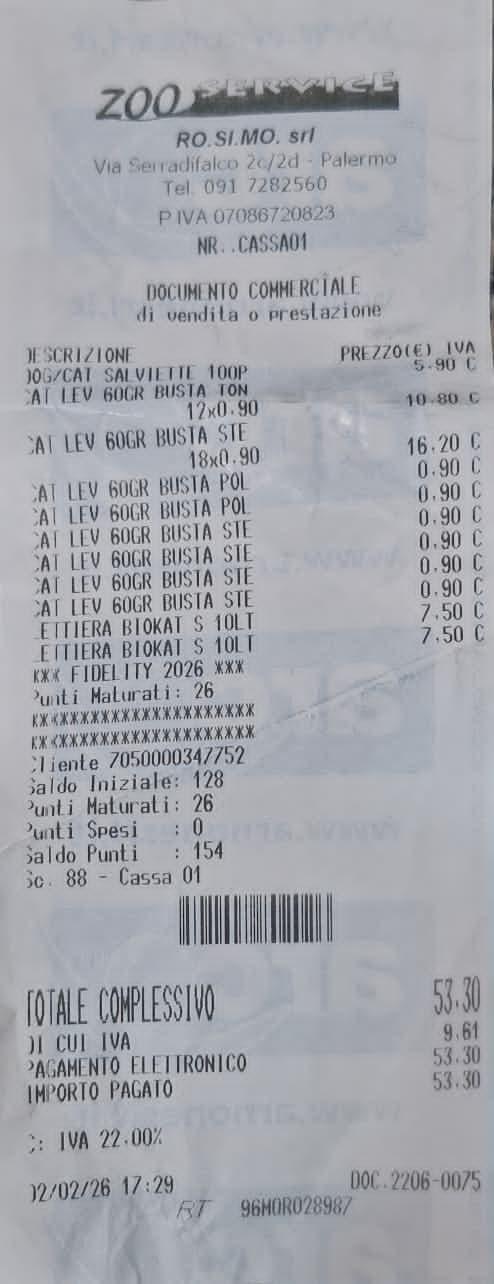 ZOO SERVICE
RO.SI.MO. srl
Via Serradifalco 2c/2d - Palermo
Tel. 091 7282560
P IVA 07086720823
NR..CASSA01
DOCUMENTO COMMERCIALE
di vendita o prestazione
DESCRIZIONE PREZZO(€) IVA
DOG/CAT SALVIETTE 100P 5.90 C
CAT LEV 60GR BUSTA TON
12x0.90 10.80 C
CAT LEV 60GR BUSTA STE
18x0.90 16.20 C
CAT LEV 60GR BUSTA POL 0.90 C
CAT LEV 60GR BUSTA POL 0.90 C
CAT LEV 60GR BUSTA STE 0.90 C
CAT LEV 60GR BUSTA STE 0.90 C
CAT LEV 60GR BUSTA STE 0.90 C
CAT LEV 60GR BUSTA STE 0.90 C
LETTIERA BIOKAT S 10LT 7.50 C
LETTIERA BIOKAT S 10LT 7.50 C
*** FIDELITY 2026 ***
Punti Maturati: 26
**********************
**********************
Cliente 7050000347752
Saldo Iniziale: 128
Punti Maturati: 26
Punti Spesi : 0
Saldo Punti : 154
Sc. 88 - Cassa 01
TOTALE COMPLESSIVO 53.30
DI CUI IVA 9.61
PAGAMENTO ELETTRONICO 53.30
IMPORTO PAGATO 53.30
C: IVA 22.00%
02/02/26 17:29 DOC.2206-0075
RT 96MOR028987